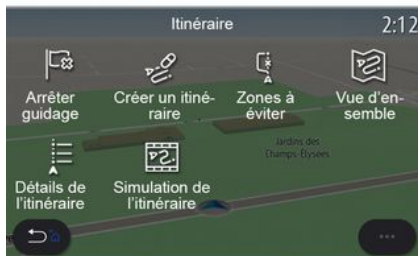 Itinéraire 2:12
Arrêter Créer un itiné- Zones à Vue d'en-
guidage raire éviter semble
Jardins des
Champs-Élysées
Détails de Simulation de
l'itinéraire l'itinéraire